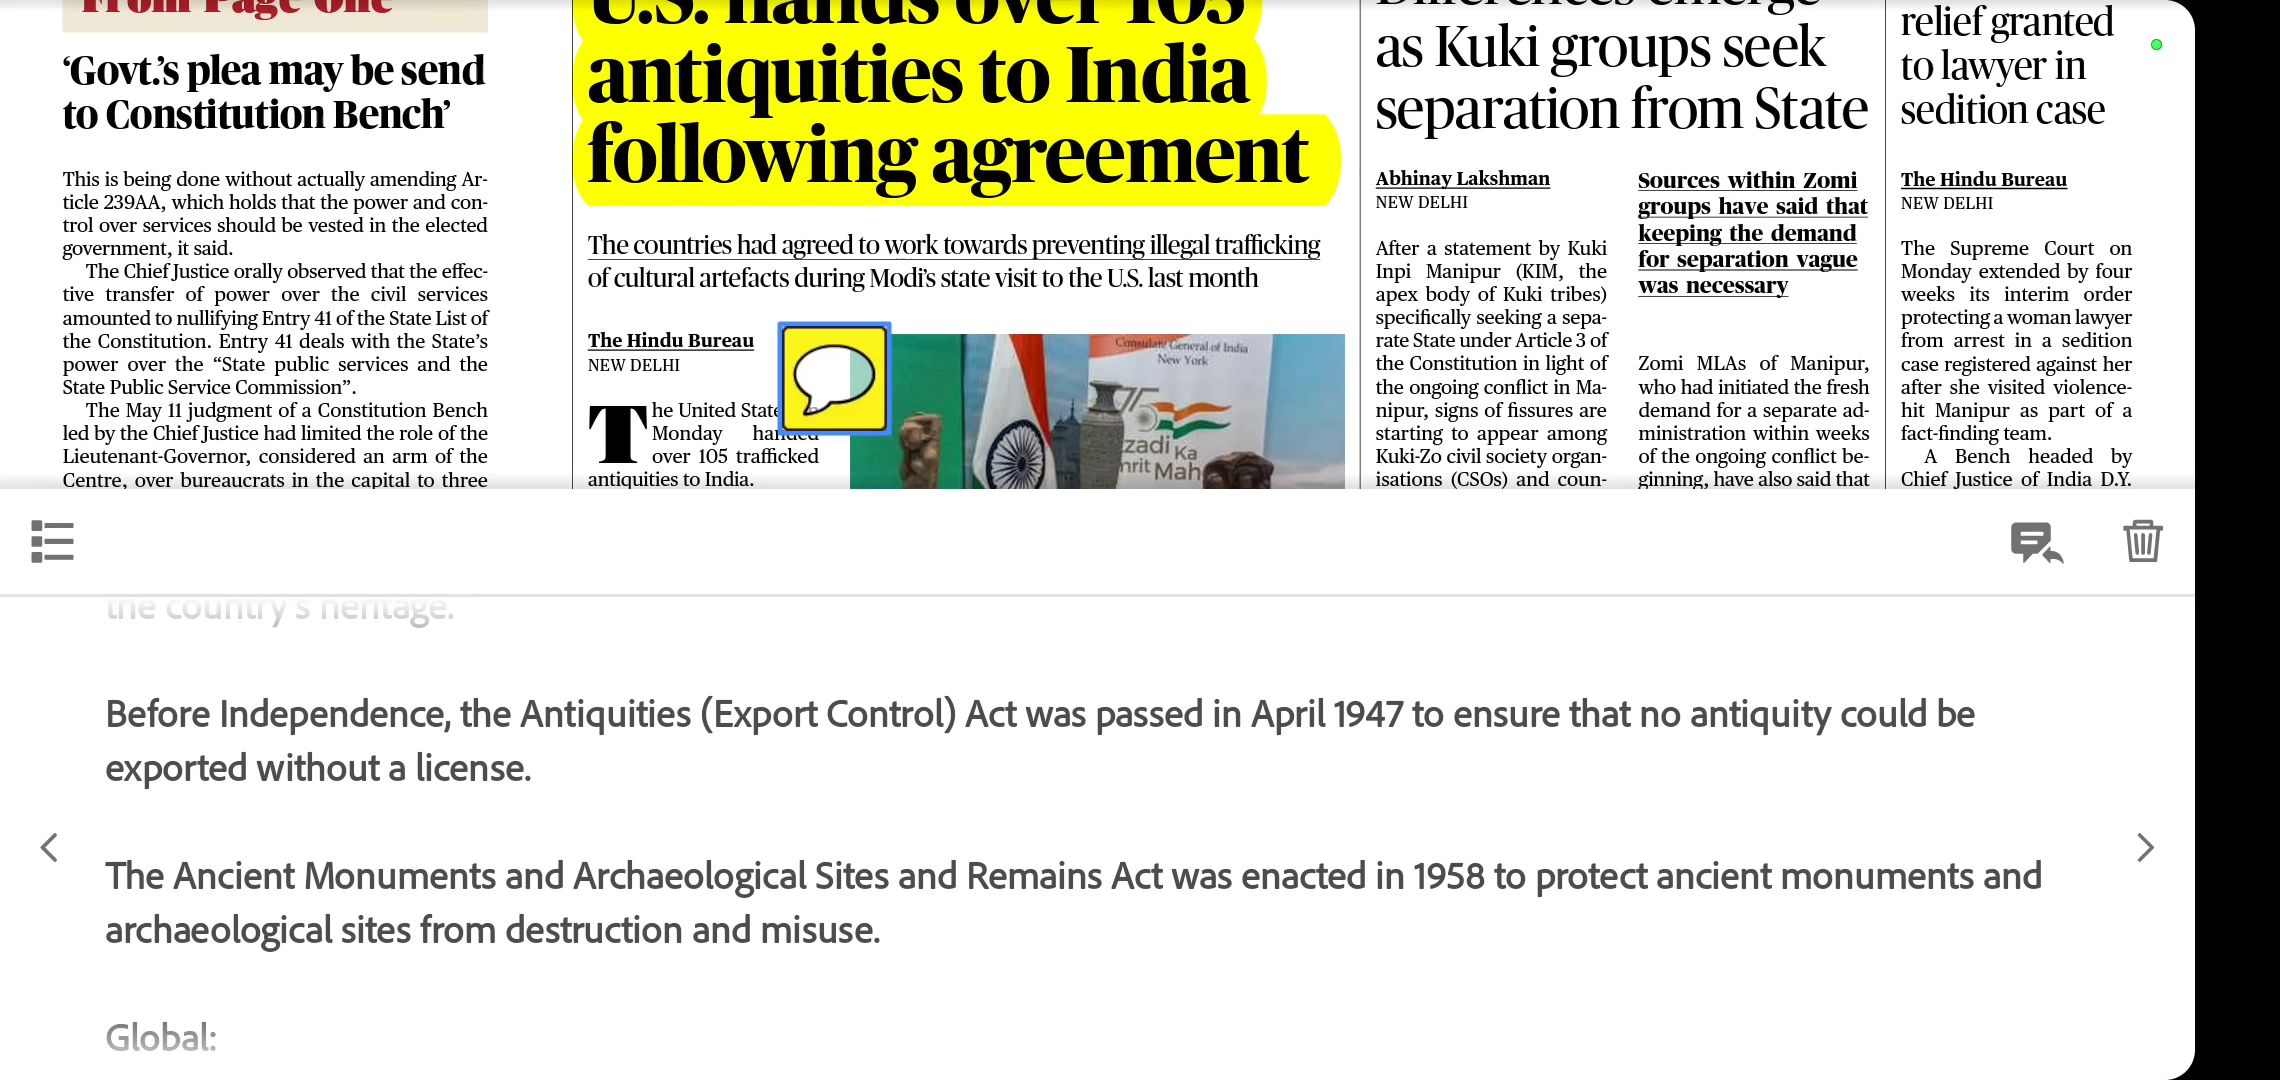 From Page One
‘Govt.’s plea may be send
to Constitution Bench’
This is being done without actually amending Ar-
ticle 239AA, which holds that the power and con-
trol over services should be vested in the elected
government, it said.
The Chief Justice orally observed that the effec-
tive transfer of power over the civil services
amounted to nullifying Entry 41 of the State List of
the Constitution. Entry 41 deals with the State’s
power over the “State public services and the
State Public Service Commission”.
The May 11 judgment of a Constitution Bench
led by the Chief Justice had limited the role of the
Lieutenant-Governor, considered an arm of the
Centre, over bureaucrats in the capital to three
U.S. hands over 105
antiquities to India
following agreement
The countries had agreed to work towards preventing illegal trafficking
of cultural artefacts during Modi’s state visit to the U.S. last month
The Hindu Bureau
NEW DELHI
The United State
Monday handed
over 105 trafficked
antiquities to India.
Consulate General of India
New York
75
zadi Ka
mrit Mah
Differences emerge
as Kuki groups seek
separation from State
Abhinay Lakshman
NEW DELHI
After a statement by Kuki
Inpi Manipur (KIM, the
apex body of Kuki tribes)
specifically seeking a sepa-
rate State under Article 3 of
the Constitution in light of
the ongoing conflict in Ma-
nipur, signs of fissures are
starting to appear among
Kuki-Zo civil society organ-
isations (CSOs) and coun-
Sources within Zomi
groups have said that
keeping the demand
for separation vague
was necessary
Zomi MLAs of Manipur,
who had initiated the fresh
demand for a separate ad-
ministration within weeks
of the ongoing conflict be-
ginning, have also said that
relief granted
to lawyer in
sedition case
The Hindu Bureau
NEW DELHI
The Supreme Court on
Monday extended by four
weeks its interim order
protecting a woman lawyer
from arrest in a sedition
case registered against her
after she visited violence-
hit Manipur as part of a
fact-finding team.
A Bench headed by
Chief Justice of India D.Y.
the country's heritage.
Before Independence, the Antiquities (Export Control) Act was passed in April 1947 to ensure that no antiquity could be
exported without a license.
The Ancient Monuments and Archaeological Sites and Remains Act was enacted in 1958 to protect ancient monuments and
archaeological sites from destruction and misuse.
Global: